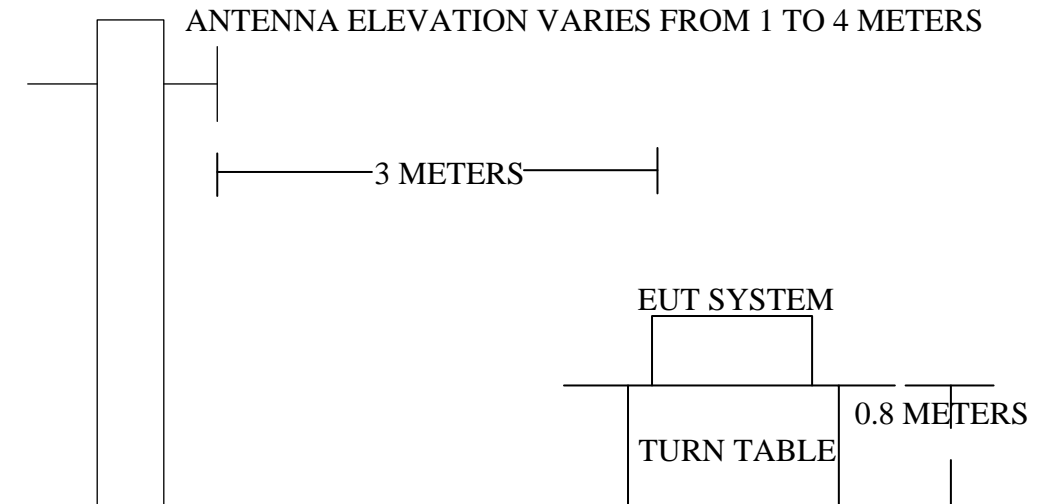 ANTENNA ELEVATION VARIES FROM 1 TO 4 METERS
3 METERS
EUT SYSTEM
0.8 METERS
TURN TABLE